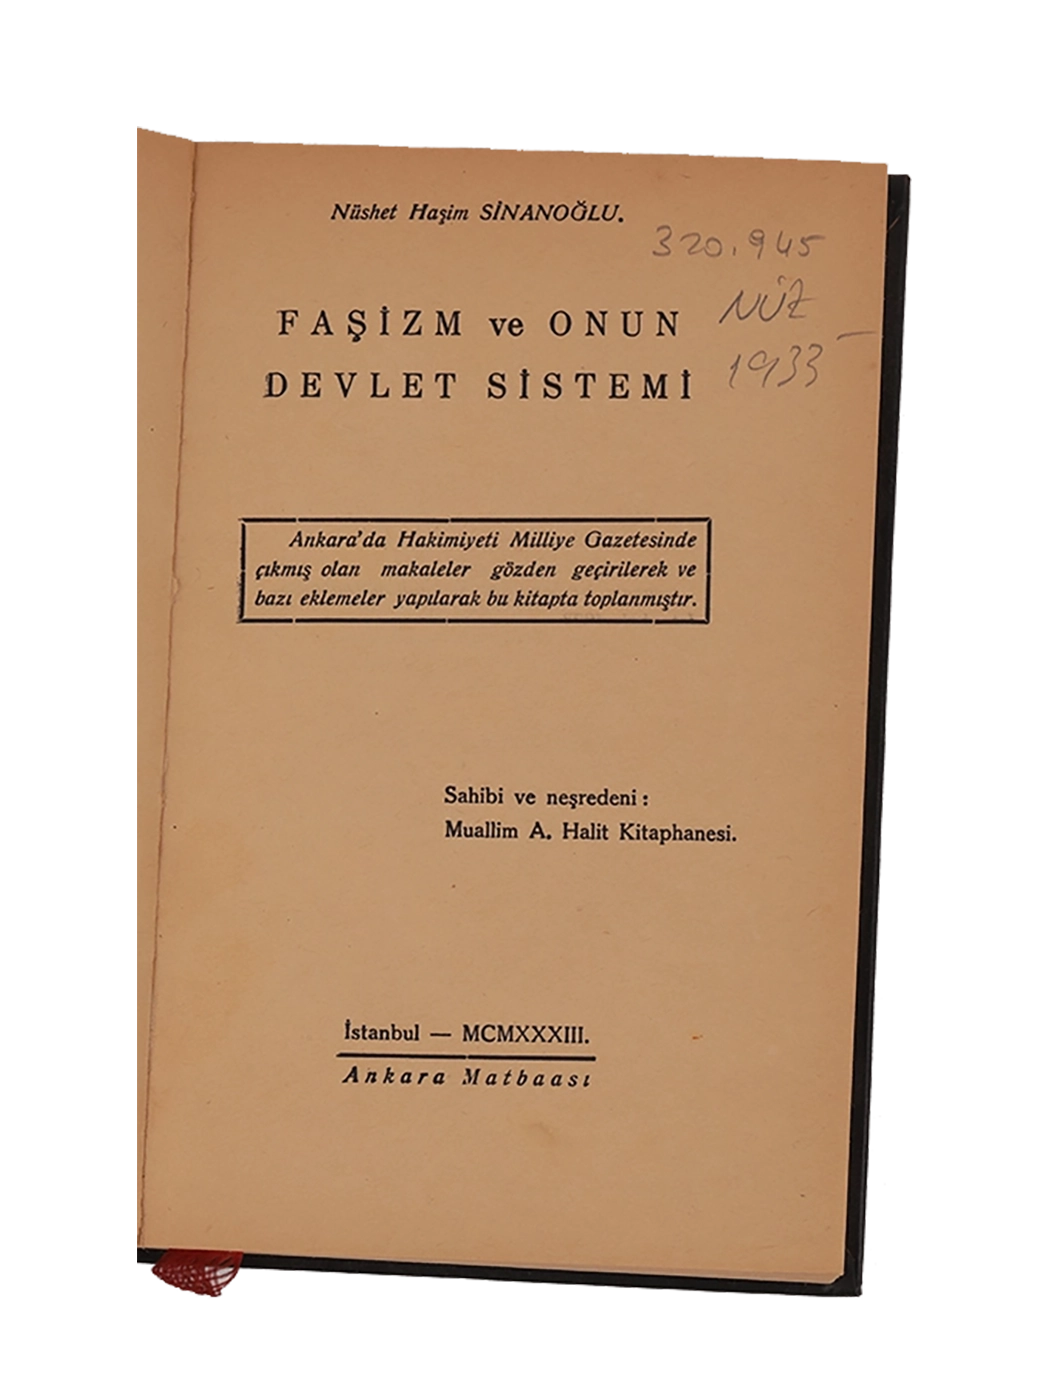 Nüshet Haşim SİNANOĞLU.
320.945
NÜZ
1933
FAŞİZM ve ONUN
DEVLET SİSTEMİ
Ankara'da Hakimiyeti Milliye Gazetesinde
çıkmış olan makaleler gözden geçirilerek ve
bazı eklemeler yapılarak bu kitapta toplanmıştır.
Sahibi ve neşredeni :
Muallim A. Halit Kitaphanesi.
İstanbul — MCMXXXIII.
Ankara Matbaası